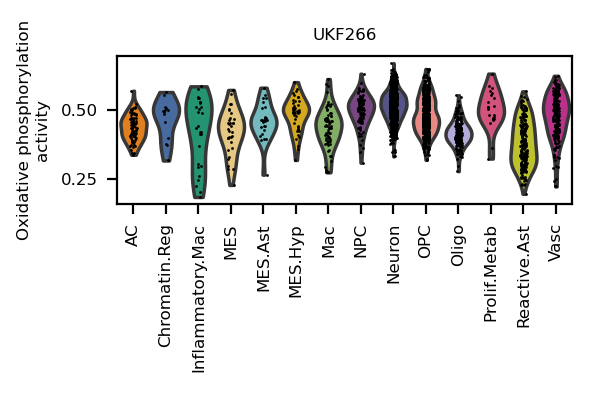 UKF266
Oxidative phosphorylation
activity
0.50
0.25
AC
Chromatin.Reg
Inflammatory.Mac
MES
MES.Ast
MES.Hyp
Mac
NPC
Neuron
OPC
Oligo
Prolif.Metab
Reactive.Ast
Vasc